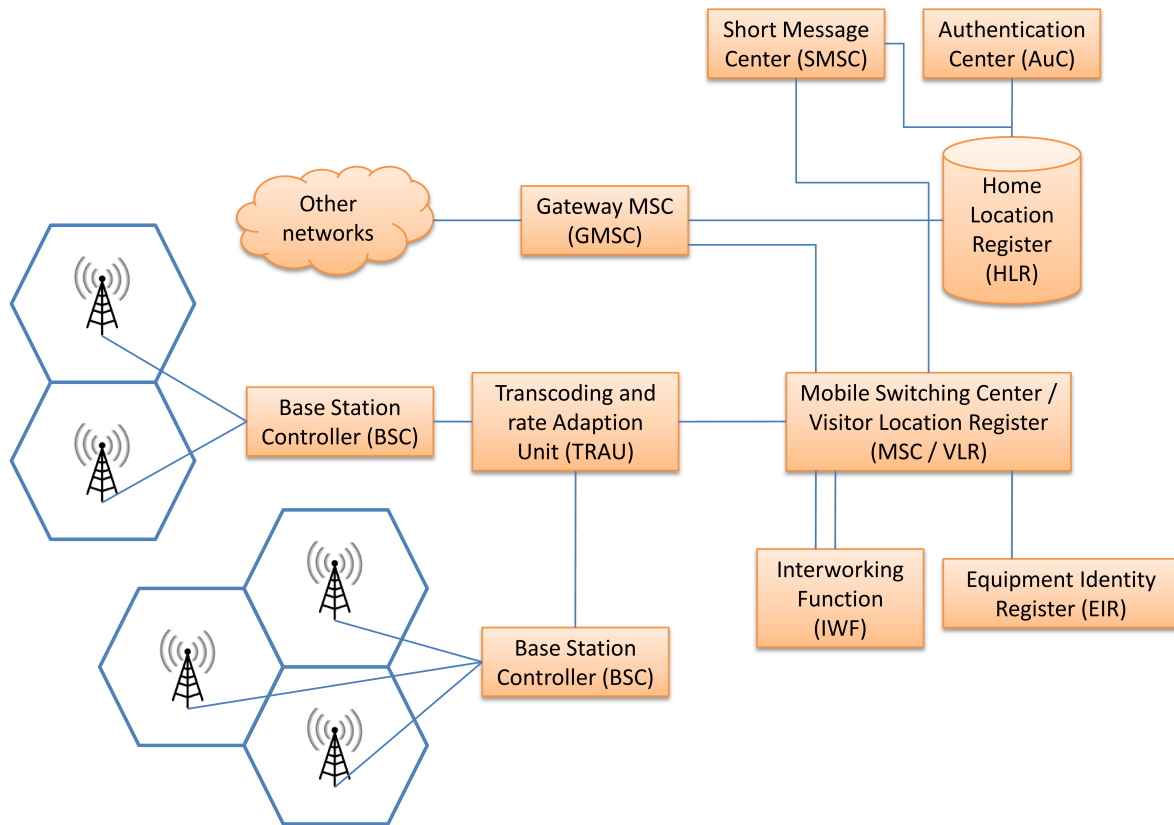 Short Message
Center (SMSC)
Authentication
Center (AuC)
Home
Location
Register
(HLR)
Other
networks
Gateway MSC
(GMSC)
Base Station
Controller (BSC)
Transcoding and
rate Adaption
Unit (TRAU)
Mobile Switching Center /
Visitor Location Register
(MSC / VLR)
Interworking
Function
(IWF)
Equipment Identity
Register (EIR)
Base Station
Controller (BSC)